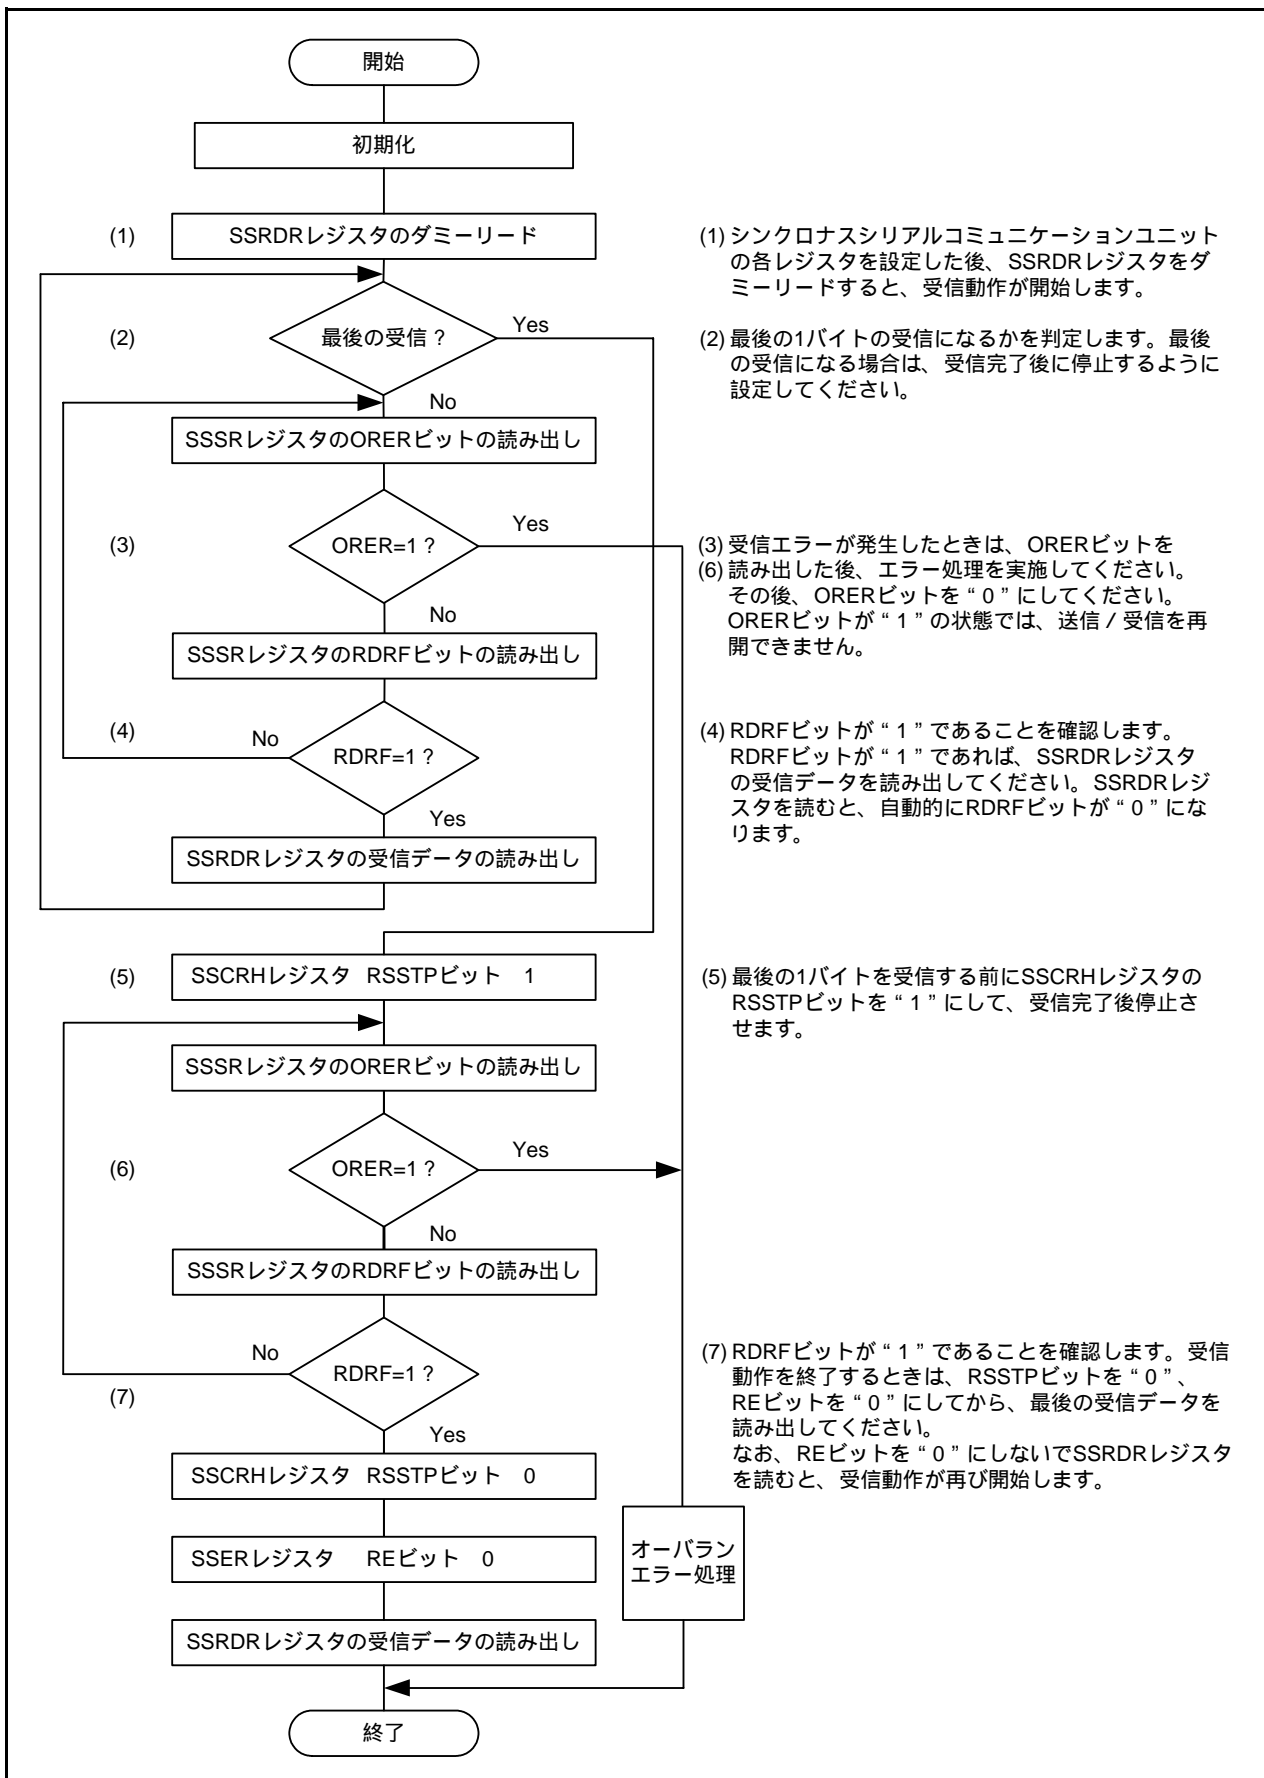 開始
初期化
(1)
SSRDRレジスタのダミーリード
(1) シンクロナスシリアルコミュニケーションユニット
の各レジスタを設定した後、SSRDRレジスタをダ
ミーリードすると、受信動作が開始します。
(2)
最後の受信 ?
Yes
(2) 最後の1バイトの受信になるかを判定します。最後
の受信になる場合は、受信完了後に停止するように
設定してください。
No
SSSRレジスタのORERビットの読み出し
(3)
ORER=1 ?
Yes
(3) 受信エラーが発生したときは、ORERビットを
(6) 読み出した後、エラー処理を実施してください。
その後、ORERビットを “ 0 ” にしてください。
ORERビットが “ 1 ” の状態では、送信 / 受信を再
開できません。
No
SSSRレジスタのRDRFビットの読み出し
(4)
No
RDRF=1 ?
(4) RDRFビットが “ 1 ” であることを確認します。
RDRFビットが “ 1 ” であれば、SSRDRレジスタ
の受信データを読み出してください。SSRDRレジ
スタを読むと、自動的にRDRFビットが “ 0 ” にな
ります。
Yes
SSRDRレジスタの受信データの読み出し
(5)
SSCRHレジスタ RSSTPビット 1
(5) 最後の1バイトを受信する前にSSCRHレジスタの
RSSTPビットを “ 1 ” にして、受信完了後停止さ
せます。
SSSRレジスタのORERビットの読み出し
(6)
ORER=1 ?
Yes
No
SSSRレジスタのRDRFビットの読み出し
No
RDRF=1 ?
(7)
(7) RDRFビットが “ 1 ” であることを確認します。受信
動作を終了するときは、RSSTPビットを “ 0 ” 、
REビットを “ 0 ” にしてから、最後の受信データを
読み出してください。
なお、REビットを “ 0 ” にしないでSSRDRレジスタ
を読むと、受信動作が再び開始します。
Yes
SSCRHレジスタ RSSTPビット 0
SSERレジスタ REビット 0
オーバラン
エラー処理
SSRDRレジスタの受信データの読み出し
終了